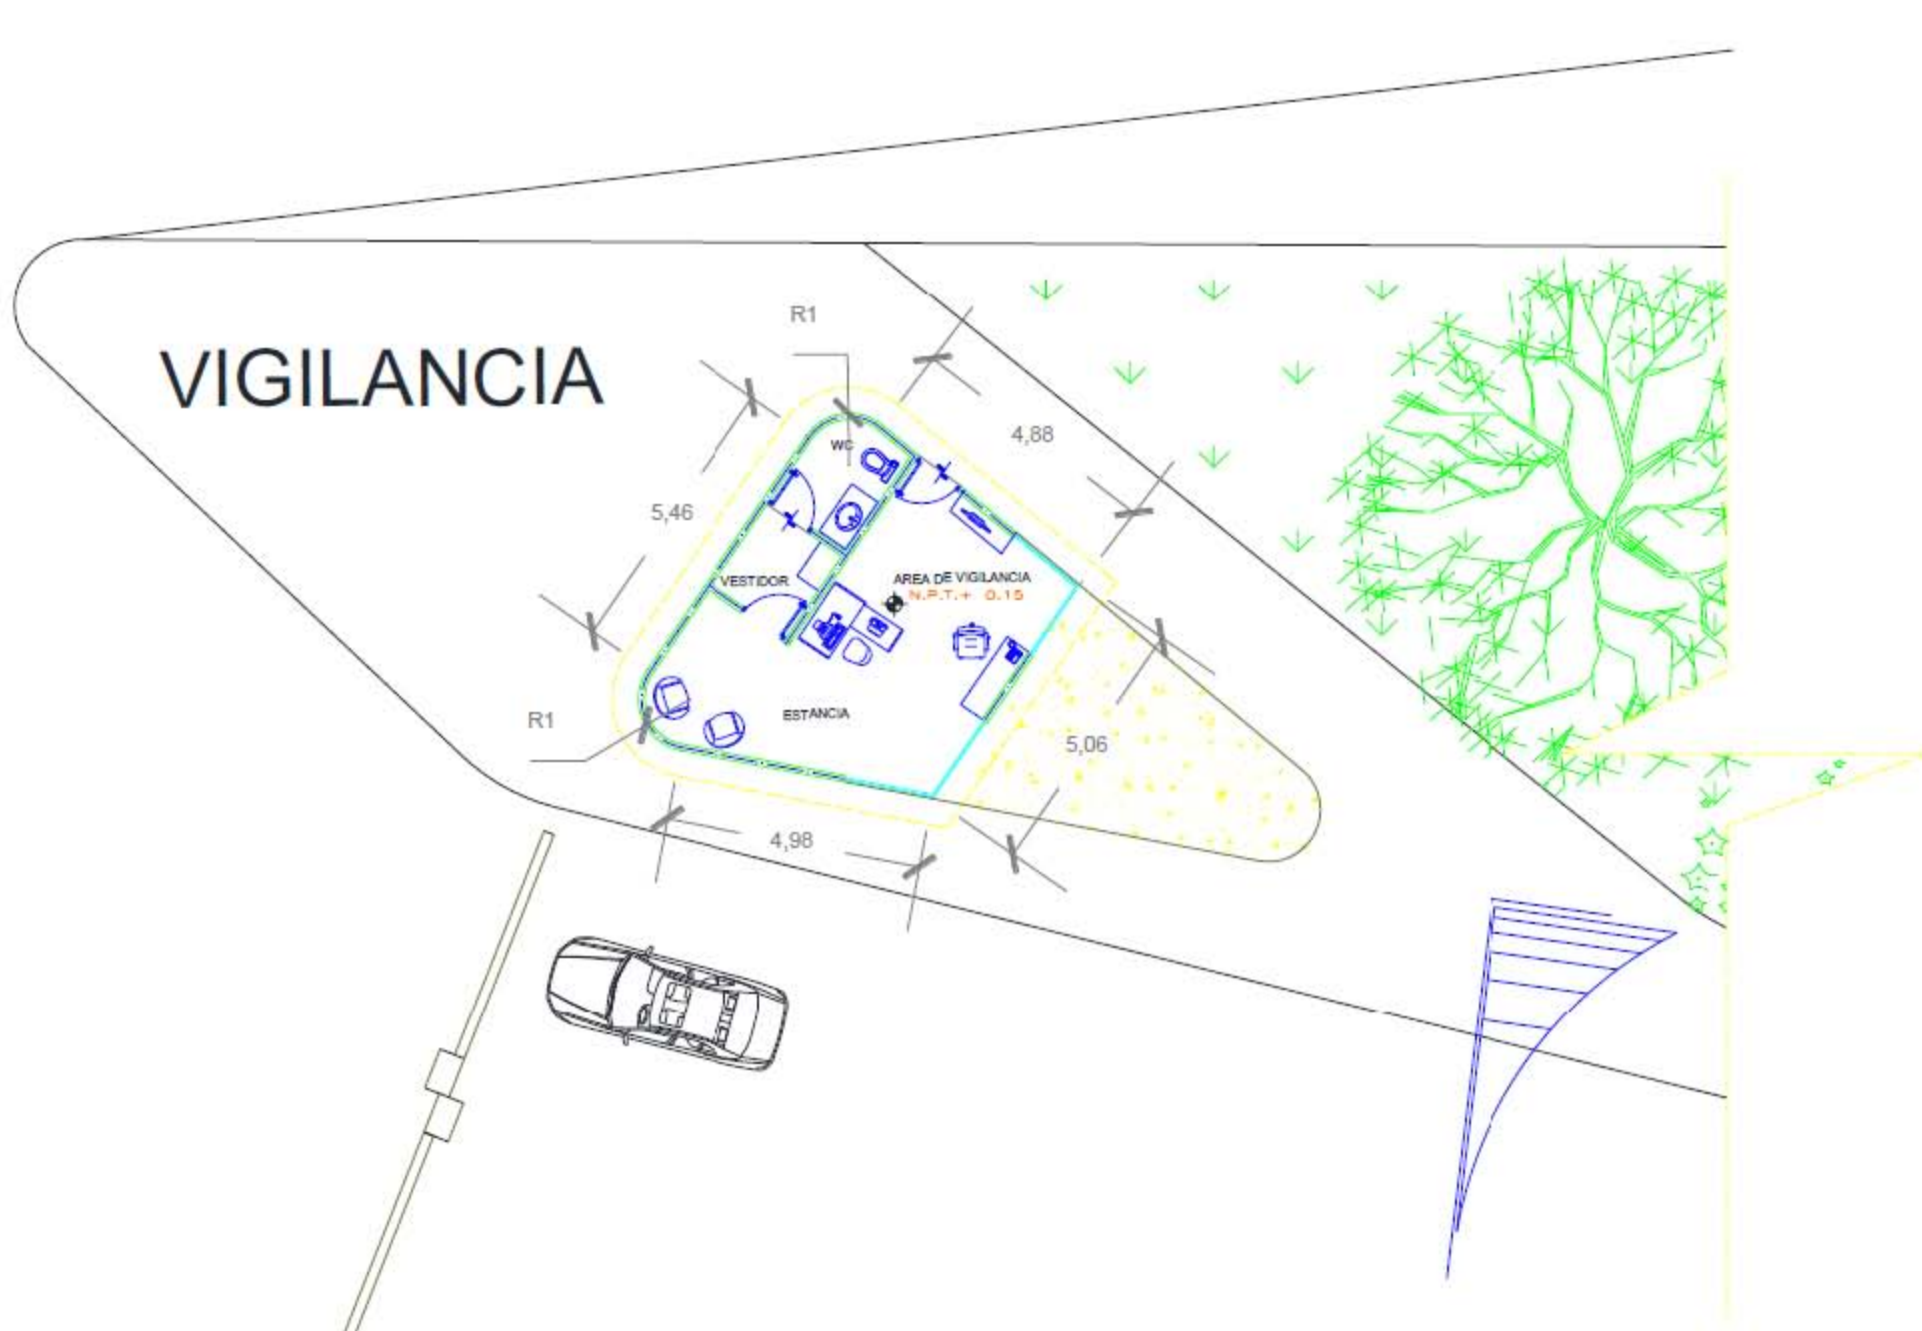 R1
VIGILANCIA
4,88
WC
5,46
VESTIDOR
AREA DE VIGILANCIA
N.P.T.+ 0.15
R1
ESTANCIA
5,06
4,98